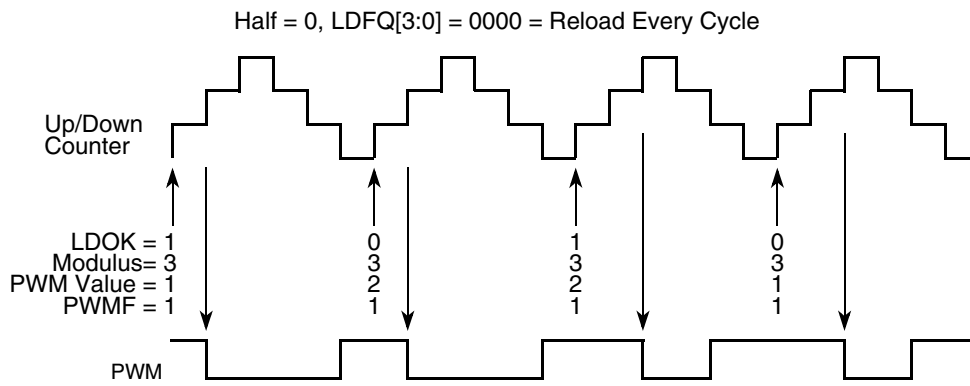 Half = 0, LDFQ[3:0] = 0000 = Reload Every Cycle
Up/Down
Counter
LDOK = 1 0 1 0
Modulus= 3 3 3 3
PWM Value = 1 2 2 1
PWMF = 1 1 1 1
PWM